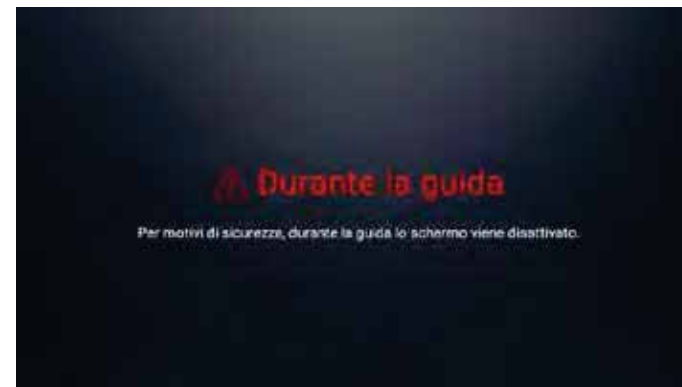 Durante la guida
Per motivi di sicurezza, durante la guida lo schermo viene disattivato.